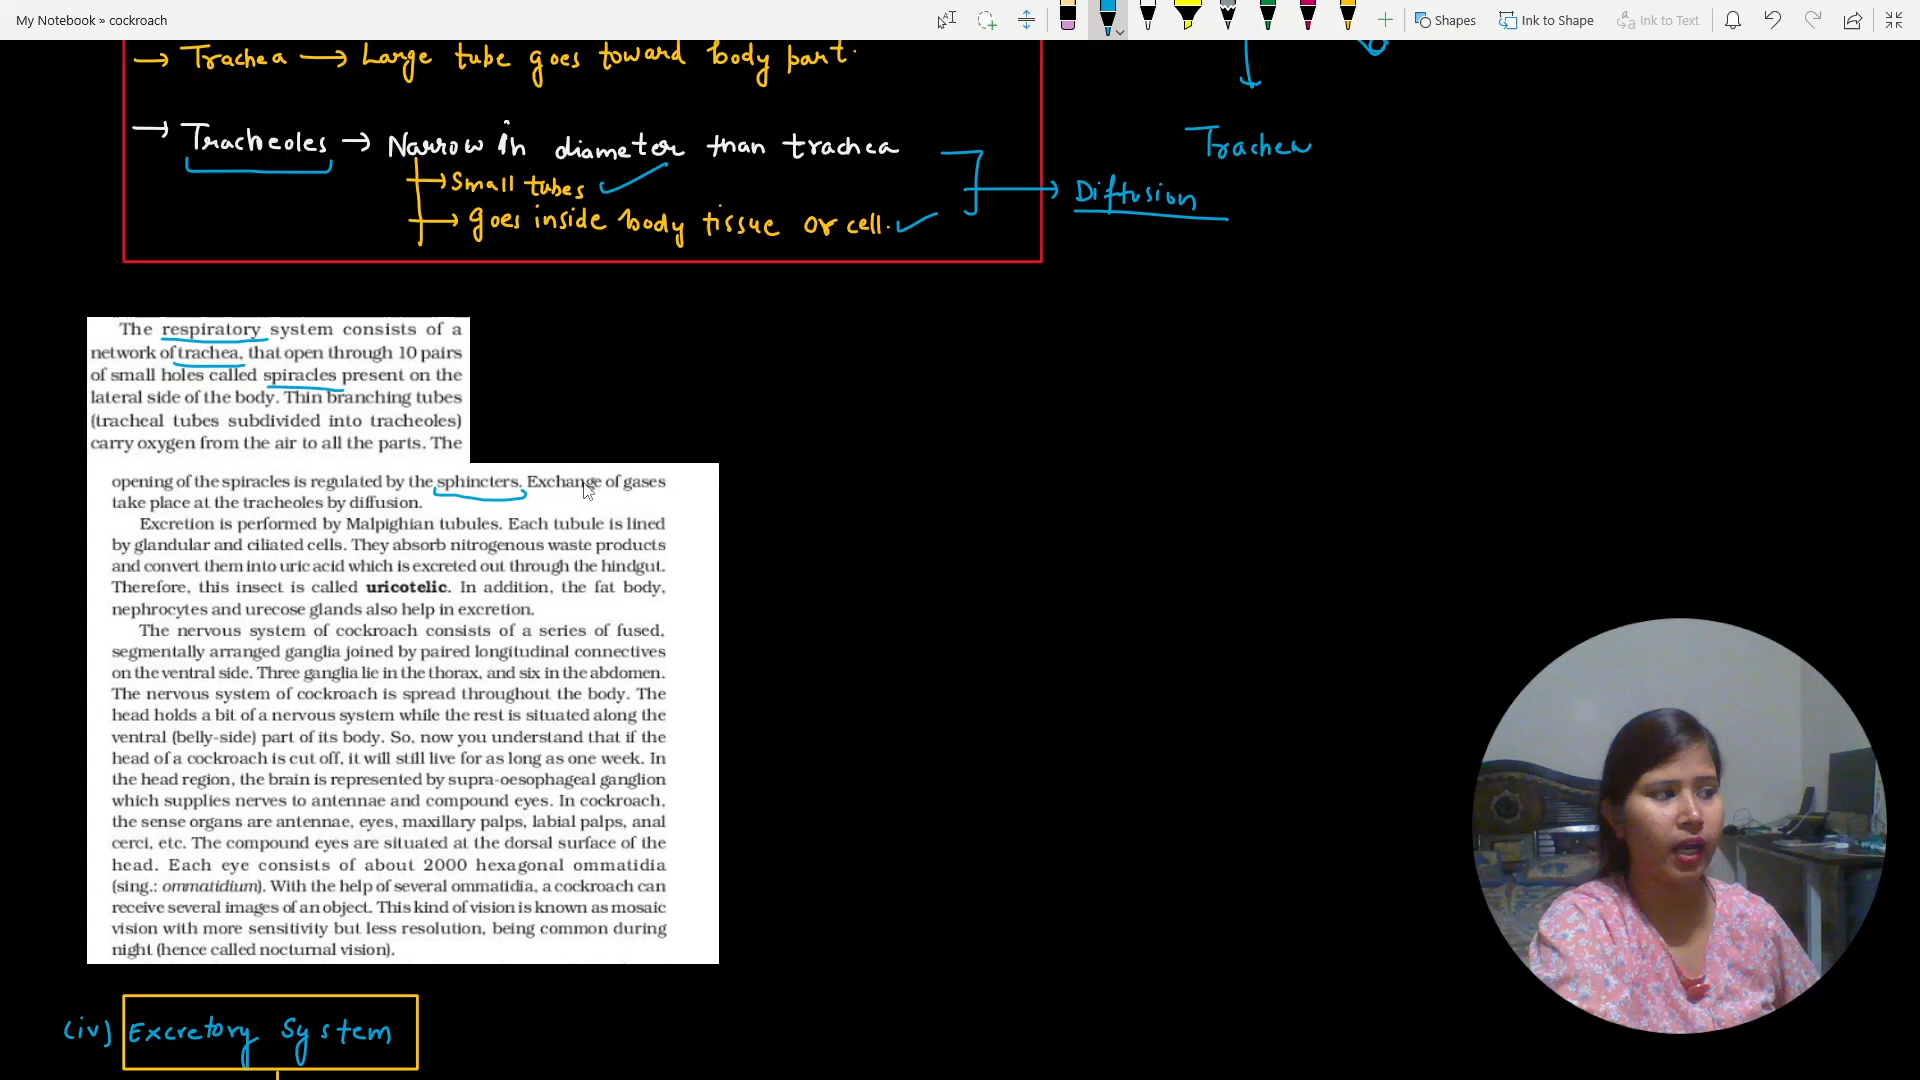 My Notebook » cockroach
Shapes
Ink to Shape
Ink to Text
→ Trachea → Large tube goes toward body part.
→ Tracheoles → Narrow in diameter than trachea
→ Small tubes
→ goes inside body tissue or cell.
→ Diffusion
Trachea
The respiratory system consists of a
network of trachea, that open through 10 pairs
of small holes called spiracles present on the
lateral side of the body. Thin branching tubes
(tracheal tubes subdivided into tracheoles)
carry oxygen from the air to all the parts. The
opening of the spiracles is regulated by the sphincters. Exchange of gases
take place at the tracheoles by diffusion.
Excretion is performed by Malpighian tubules. Each tubule is lined
by glandular and ciliated cells. They absorb nitrogenous waste products
and convert them into uric acid which is excreted out through the hindgut.
Therefore, this insect is called uricotelic. In addition, the fat body,
nephrocytes and urecose glands also help in excretion.
The nervous system of cockroach consists of a series of fused,
segmentally arranged ganglia joined by paired longitudinal connectives
on the ventral side. Three ganglia lie in the thorax, and six in the abdomen.
The nervous system of cockroach is spread throughout the body. The
head holds a bit of a nervous system while the rest is situated along the
ventral (belly-side) part of its body. So, now you understand that if the
head of a cockroach is cut off, it will still live for as long as one week. In
the head region, the brain is represented by supra-oesophageal ganglion
which supplies nerves to antennae and compound eyes. In cockroach,
the sense organs are antennae, eyes, maxillary palps, labial palps, anal
cerci, etc. The compound eyes are situated at the dorsal surface of the
head. Each eye consists of about 2000 hexagonal ommatidia
(sing.: ommatidium). With the help of several ommatidia, a cockroach can
receive several images of an object. This kind of vision is known as mosaic
vision with more sensitivity but less resolution, being common during
night (hence called nocturnal vision).
(iv) Excretory System